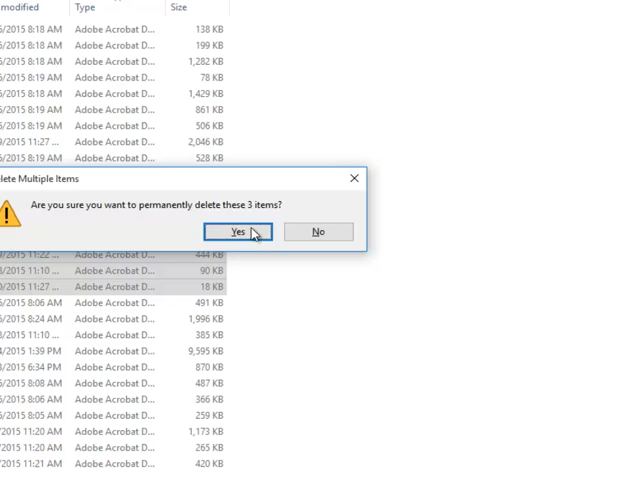 modified Type Size
6/2015 8:18 AM Adobe Acrobat D... 138 KB
6/2015 8:18 AM Adobe Acrobat D... 199 KB
6/2015 8:18 AM Adobe Acrobat D... 1,282 KB
6/2015 8:19 AM Adobe Acrobat D... 78 KB
6/2015 8:18 AM Adobe Acrobat D... 1,429 KB
6/2015 8:19 AM Adobe Acrobat D... 861 KB
6/2015 8:19 AM Adobe Acrobat D... 506 KB
9/2015 11:27 ... Adobe Acrobat D... 2,046 KB
6/2015 8:19 AM Adobe Acrobat D... 528 KB
elete Multiple Items
Are you sure you want to permanently delete these 3 items?
Yes No
/2015 11:22 ... Adobe Acrobat D... 444 KB
8/2015 11:10 ... Adobe Acrobat D... 90 KB
0/2015 11:27 ... Adobe Acrobat D... 18 KB
6/2015 8:06 AM Adobe Acrobat D... 491 KB
6/2015 8:24 AM Adobe Acrobat D... 1,996 KB
8/2015 11:10 ... Adobe Acrobat D... 385 KB
4/2015 1:39 PM Adobe Acrobat D... 9,595 KB
8/2015 6:34 PM Adobe Acrobat D... 870 KB
6/2015 8:08 AM Adobe Acrobat D... 487 KB
6/2015 8:06 AM Adobe Acrobat D... 366 KB
6/2015 8:05 AM Adobe Acrobat D... 259 KB
/2015 11:20 AM Adobe Acrobat D... 1,173 KB
/2015 11:20 AM Adobe Acrobat D... 265 KB
/2015 11:21 AM Adobe Acrobat D... 420 KB